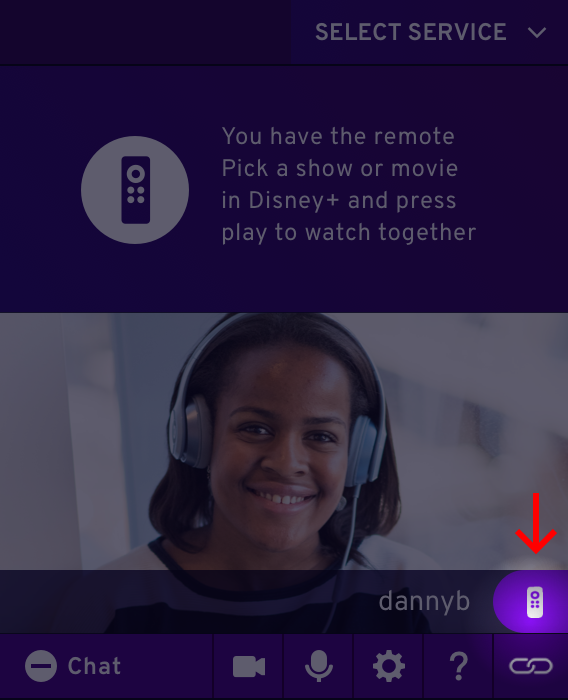 SELECT SERVICE
You have the remote
Pick a show or movie
in Disney+ and press
play to watch together
dannyb
Chat
?